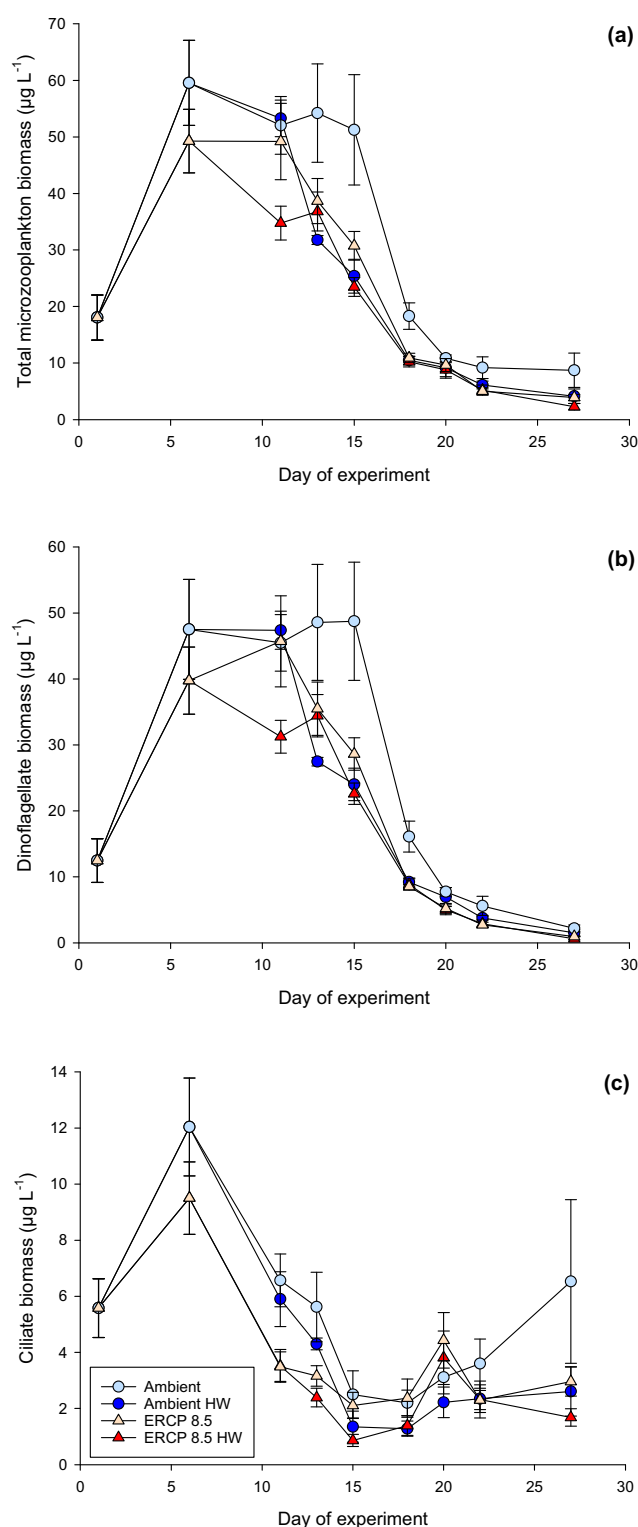 (a)
Total microzooplankton biomass (µg L⁻¹)
70
60
50
40
30
20
10
0
0 5 10 15 20 25 30
Day of experiment
(b)
Dinoflagellate biomass (µg L⁻¹)
60
50
40
30
20
10
0
0 5 10 15 20 25 30
Day of experiment
(c)
Ciliate biomass (µg L⁻¹)
14
12
10
8
6
4
2
0
Ambient
Ambient HW
ERCP 8.5
ERCP 8.5 HW
0 5 10 15 20 25 30
Day of experiment